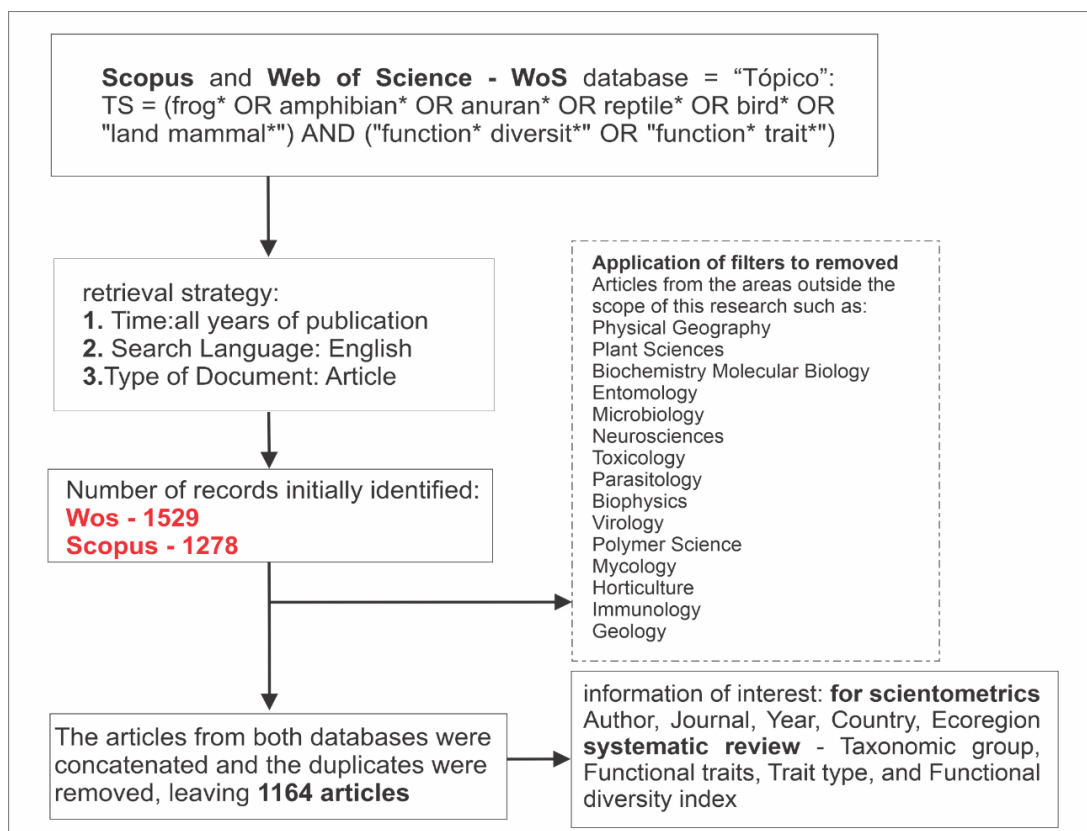 Scopus and Web of Science - WoS database = “Tópico”:
TS = (frog* OR amphibian* OR anuran* OR reptile* OR bird* OR
"land mammal*") AND ("function* diversit*" OR "function* trait*")
retrieval strategy:
1. Time:all years of publication
2. Search Language: English
3.Type of Document: Article
Application of filters to removed
Articles from the areas outside the
scope of this research such as:
Physical Geography
Plant Sciences
Biochemistry Molecular Biology
Entomology
Microbiology
Neurosciences
Toxicology
Parasitology
Biophysics
Virology
Polymer Science
Mycology
Horticulture
Immunology
Geology
Number of records initially identified:
Wos - 1529
Scopus - 1278
The articles from both databases were
concatenated and the duplicates were
removed, leaving 1164 articles
information of interest: for scientometrics
Author, Journal, Year, Country, Ecoregion
systematic review - Taxonomic group,
Functional traits, Trait type, and Functional
diversity index